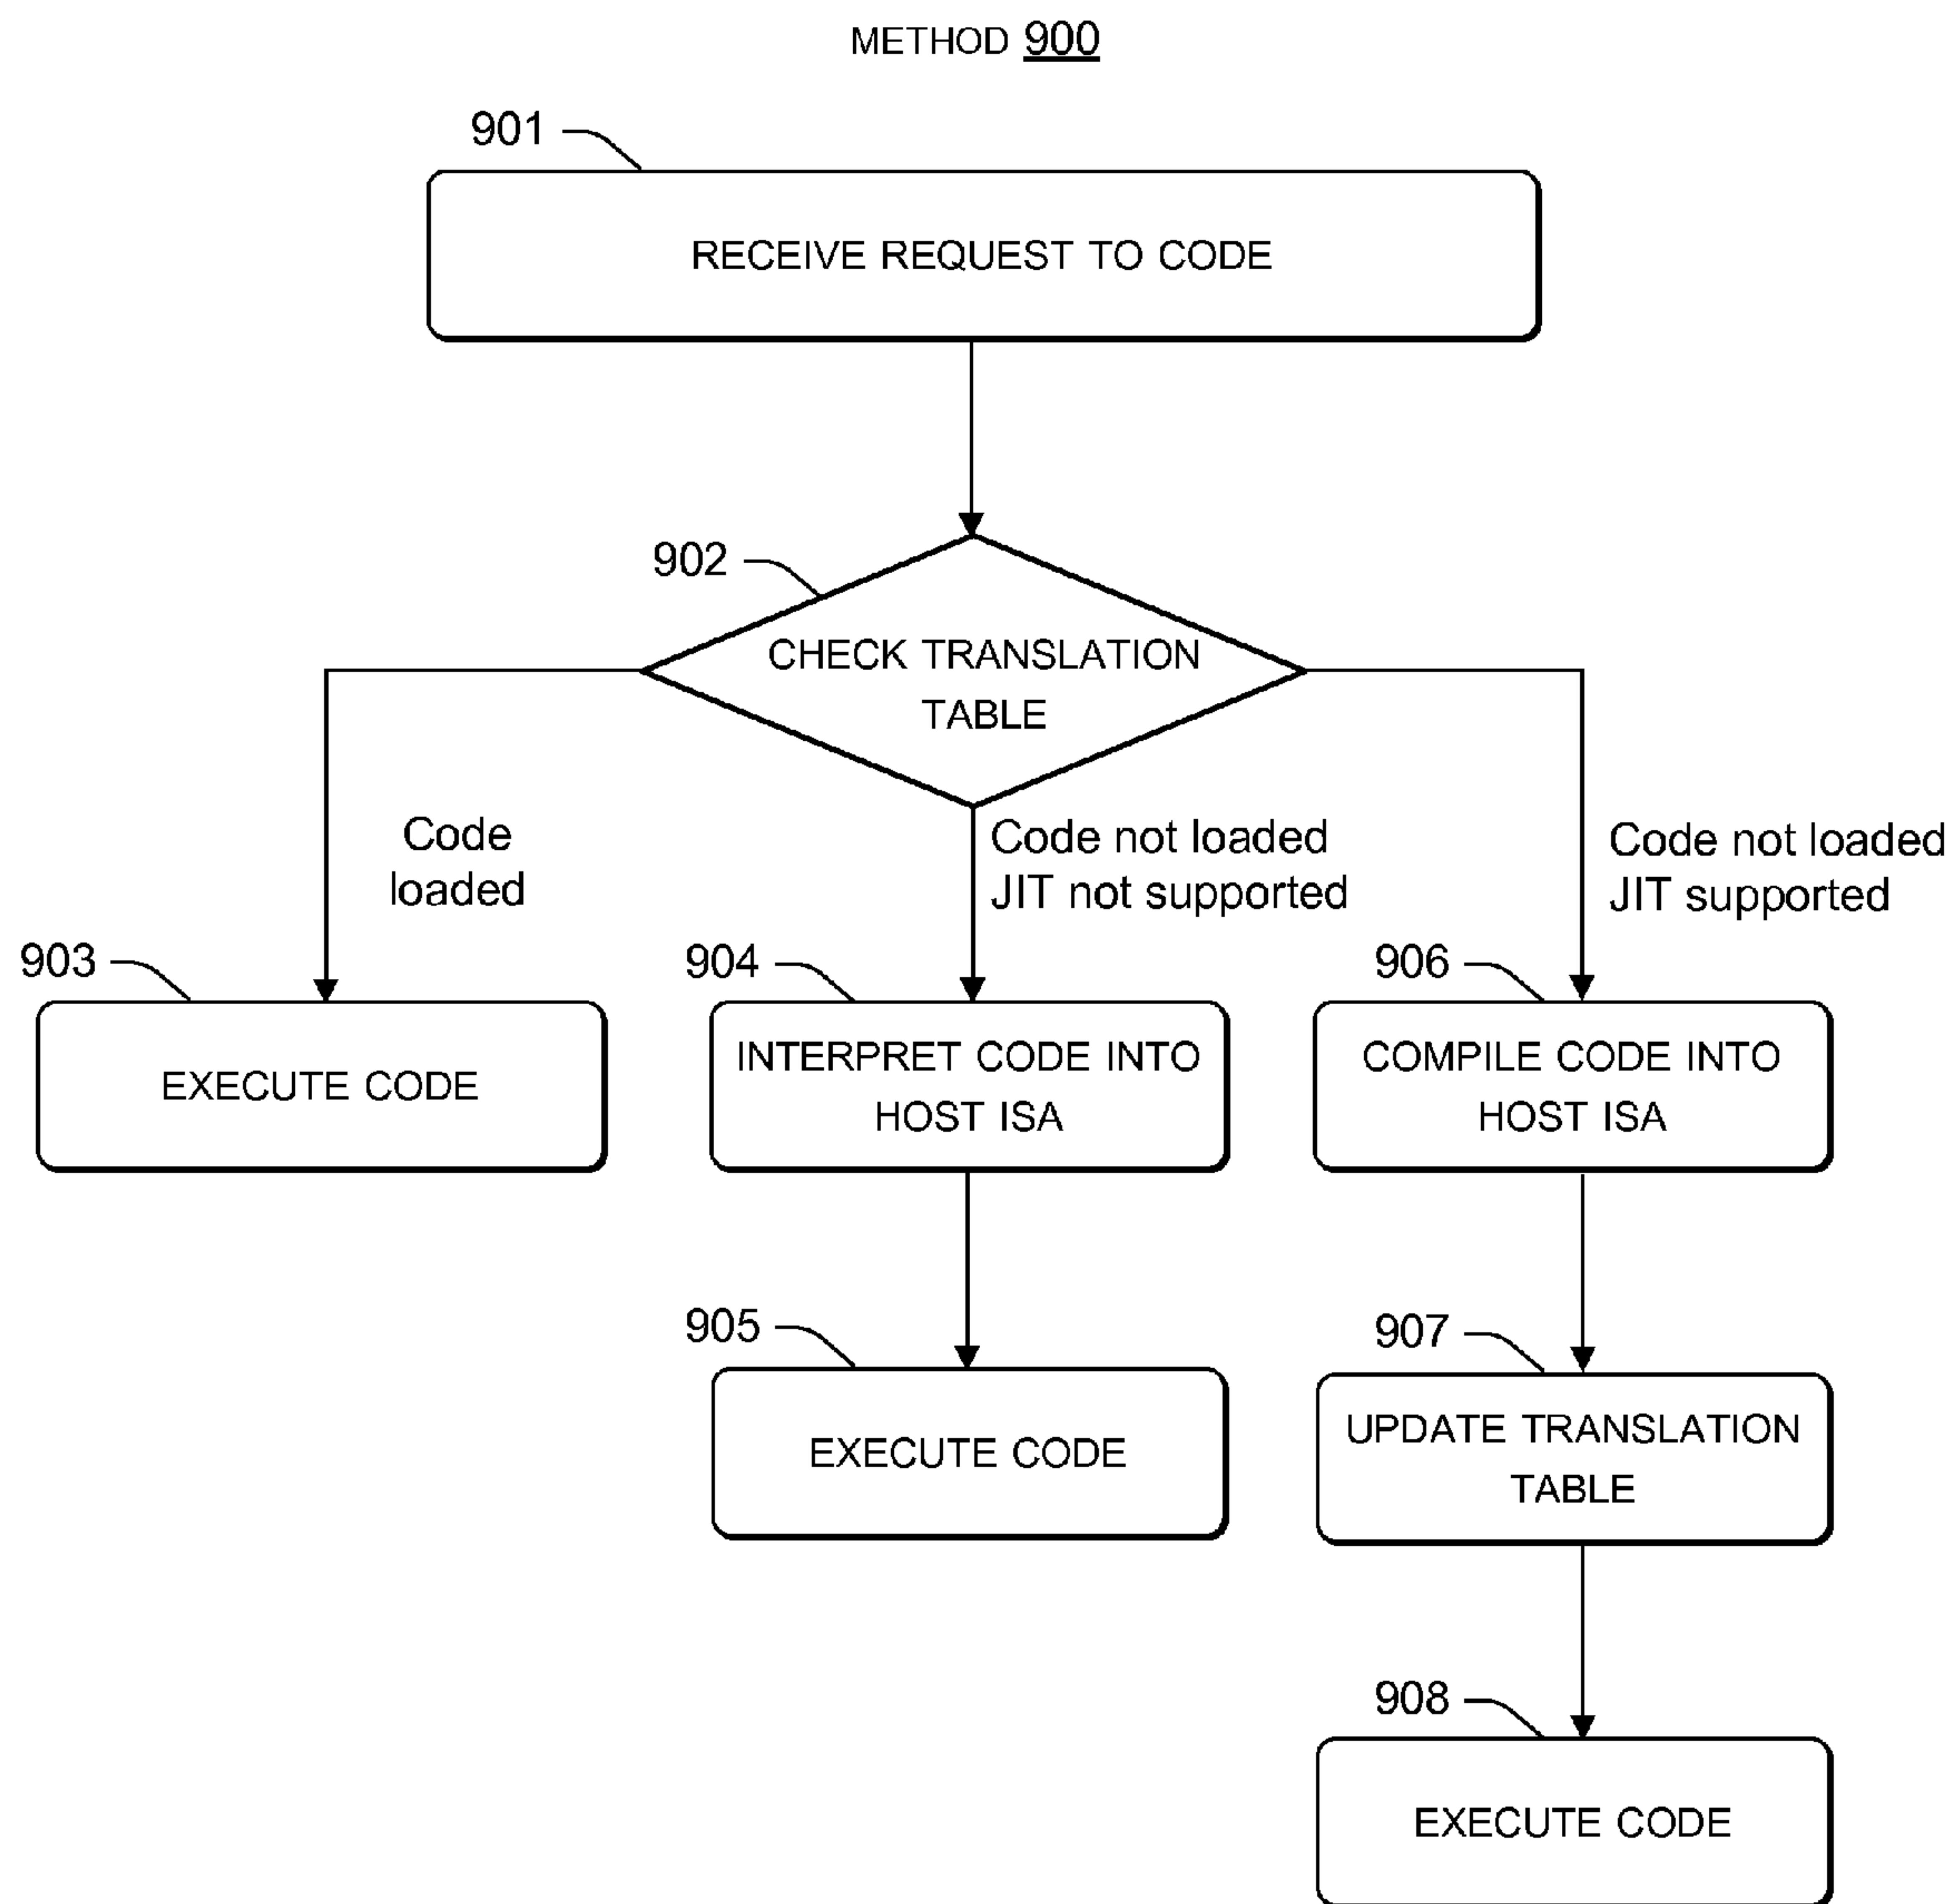 METHOD 900
901
RECEIVE REQUEST TO CODE
902
CHECK TRANSLATION
TABLE
Code
loaded
Code not loaded
JIT not supported
Code not loaded
JIT supported
903
EXECUTE CODE
904
INTERPRET CODE INTO
HOST ISA
906
COMPILE CODE INTO
HOST ISA
905
EXECUTE CODE
907
UPDATE TRANSLATION
TABLE
908
EXECUTE CODE